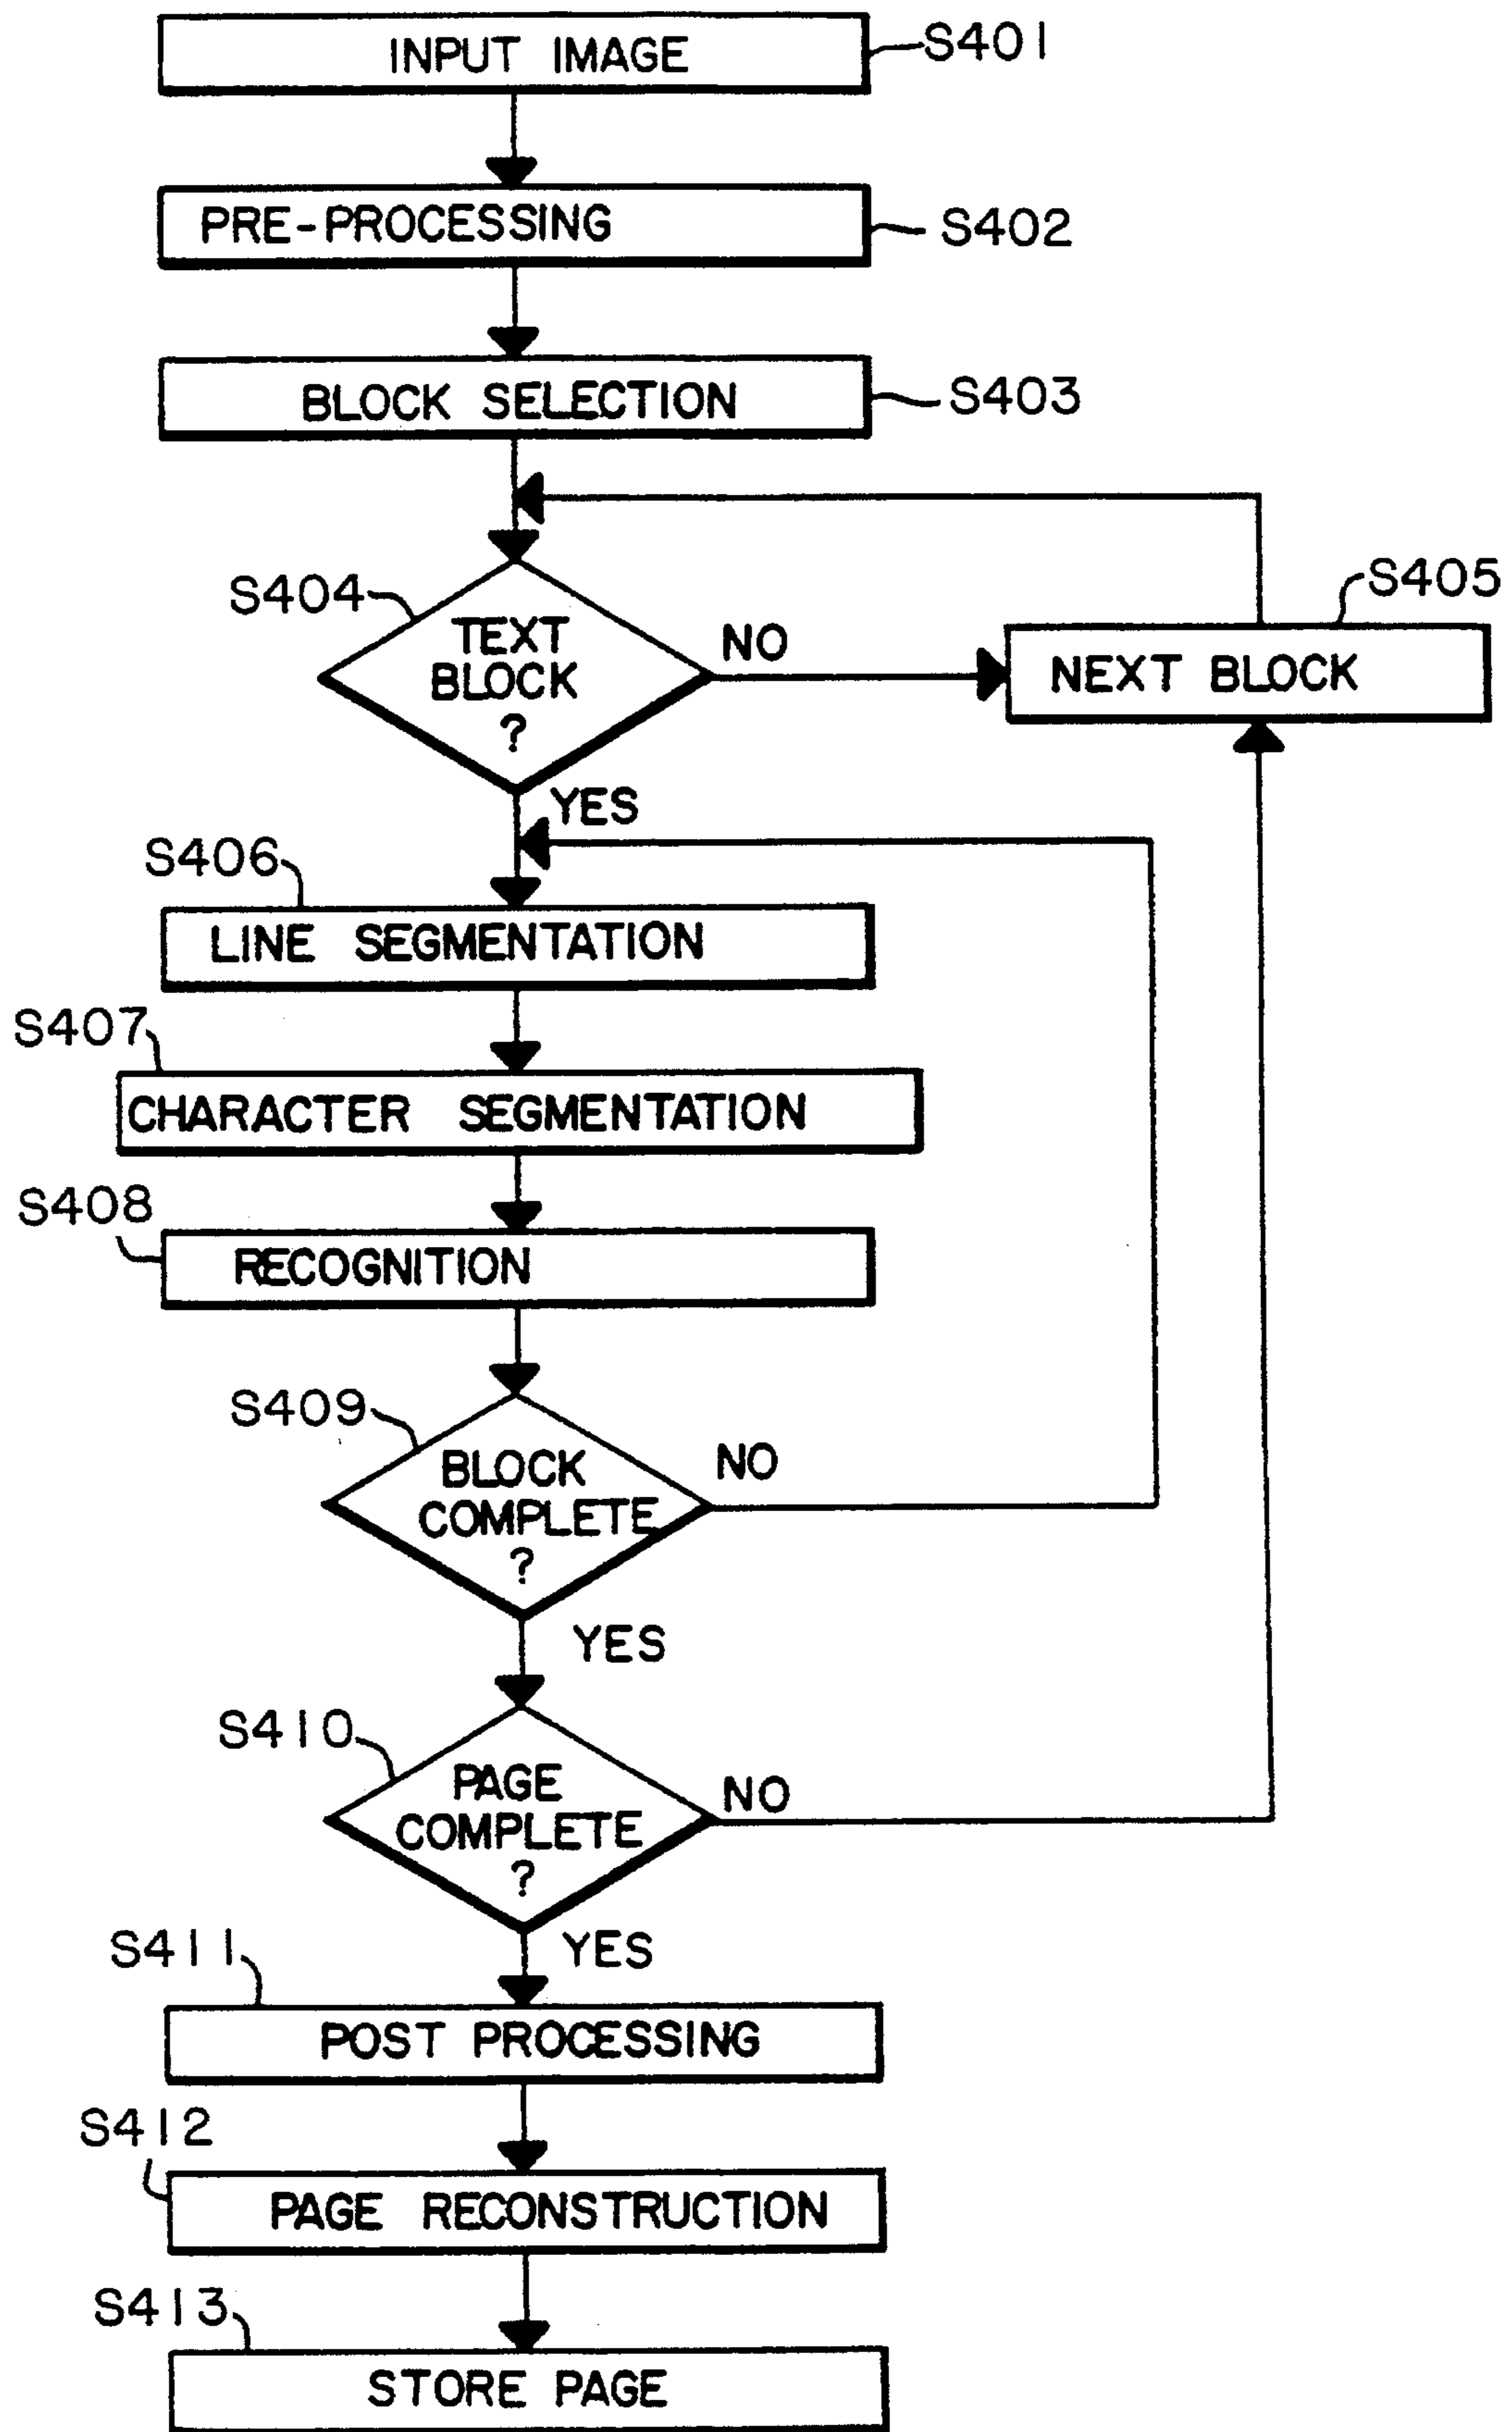 INPUT IMAGE
S401
PRE-PROCESSING
S402
BLOCK SELECTION
S403
S404
TEXT
BLOCK
?
NO
S405
NEXT BLOCK
YES
S406
LINE SEGMENTATION
S407
CHARACTER SEGMENTATION
S408
RECOGNITION
S409
BLOCK
COMPLETE
?
NO
YES
S410
PAGE
COMPLETE
?
NO
YES
S411
POST PROCESSING
S412
PAGE RECONSTRUCTION
S413
STORE PAGE